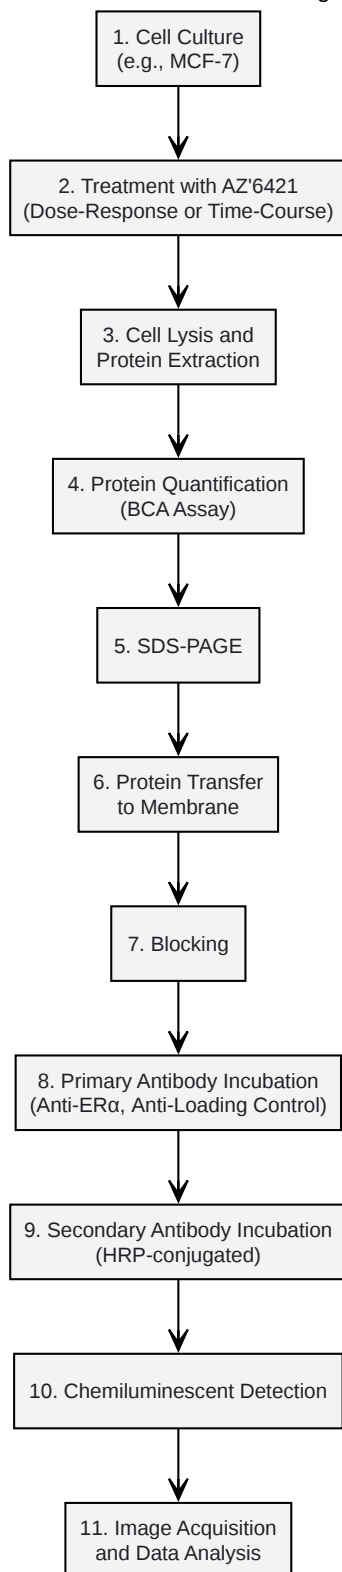 1. Cell Culture
(e.g., MCF-7)
2. Treatment with AZ'6421
(Dose-Response or Time-Course)
3. Cell Lysis and
Protein Extraction
4. Protein Quantification
(BCA Assay)
5. SDS-PAGE
6. Protein Transfer
to Membrane
7. Blocking
8. Primary Antibody Incubation
(Anti-ERα, Anti-Loading Control)
9. Secondary Antibody Incubation
(HRP-conjugated)
10. Chemiluminescent Detection
11. Image Acquisition
and Data Analysis